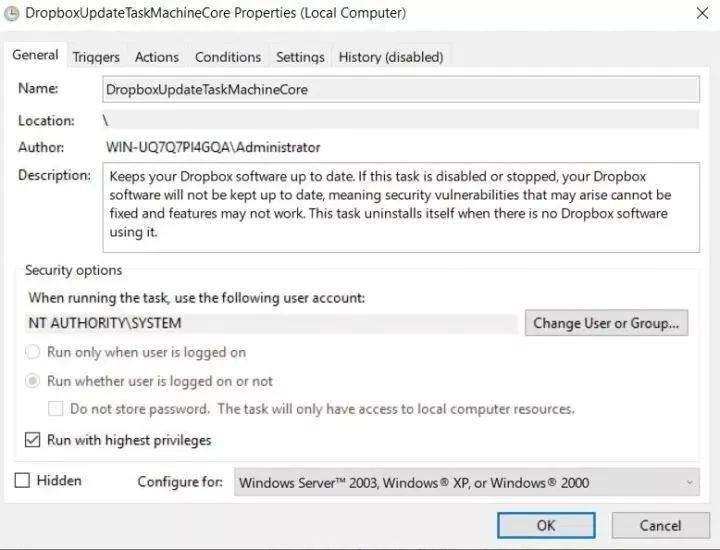 DropboxUpdateTaskMachineCore Properties (Local Computer)
General Triggers Actions Conditions Settings History (disabled)
Name: DropboxUpdateTaskMachineCore
Location: \
Author: WIN-UQ7Q7PI4GQA\Administrator
Description: Keeps your Dropbox software up to date. If this task is disabled or stopped, your Dropbox
software will not be kept up to date, meaning security vulnerabilities that may arise cannot be
fixed and features may not work. This task uninstalls itself when there is no Dropbox software
using it.
Security options
When running the task, use the following user account:
NT AUTHORITY\SYSTEM Change User or Group...
Run only when user is logged on
Run whether user is logged on or not
Do not store password. The task will only have access to local computer resources.
Run with highest privileges
Hidden Configure for: Windows Server™ 2003, Windows® XP, or Windows® 2000
OK Cancel